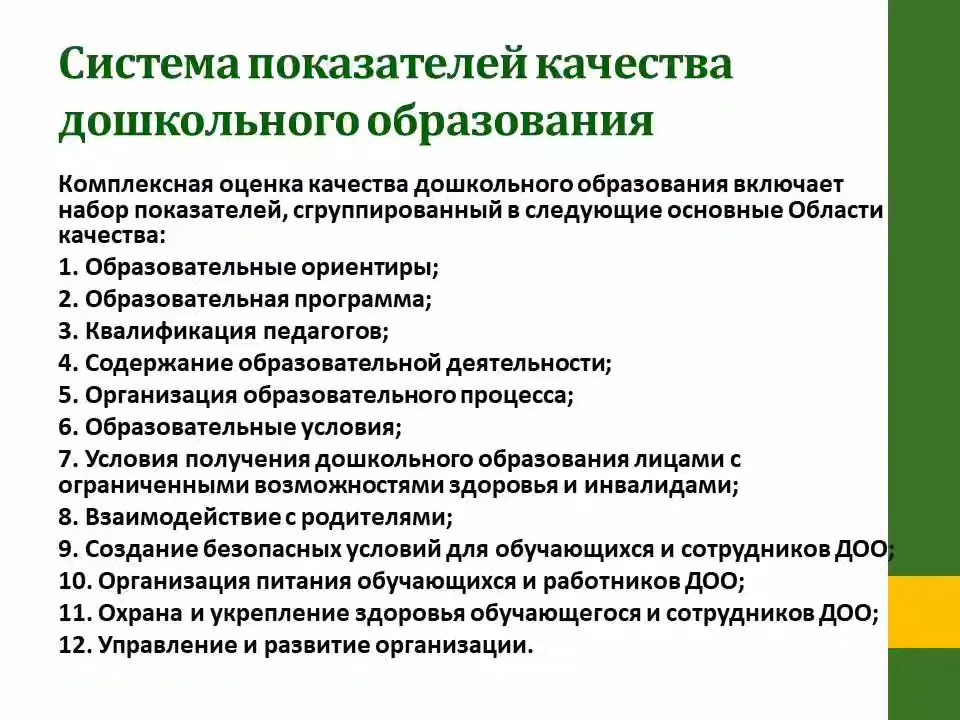 Система показателей качества
дошкольного образования
Комплексная оценка качества дошкольного образования включает
набор показателей, сгруппированный в следующие основные Области
качества:
1. Образовательные ориентиры;
2. Образовательная программа;
3. Квалификация педагогов;
4. Содержание образовательной деятельности;
5. Организация образовательного процесса;
6. Образовательные условия;
7. Условия получения дошкольного образования лицами с
ограниченными возможностями здоровья и инвалидами;
8. Взаимодействие с родителями;
9. Создание безопасных условий для обучающихся и сотрудников ДОО;
10. Организация питания обучающихся и работников ДОО;
11. Охрана и укрепление здоровья обучающегося и сотрудников ДОО;
12. Управление и развитие организации.